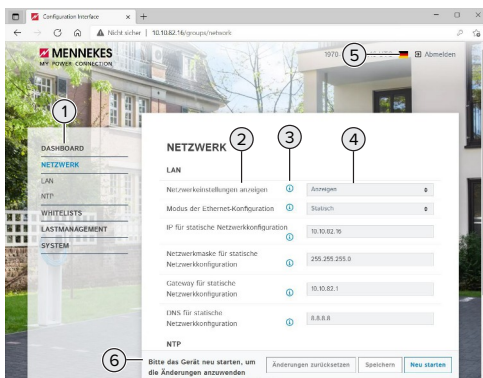 Configuration Interface
Nicht sicher | 10.10.82.16/groups/network
MENNEKES
MY POWER CONNECTION
1970
Abmelden
5
1
2
3
4
DASHBOARD
NETZWERK
LAN
NTP
WHITELISTS
LASTMANAGEMENT
SYSTEM
NETZWERK
LAN
Netzwerkeinstellungen anzeigen
Anzeigen
Modus der Ethernet-Konfiguration
Statisch
IP für statische Netzwerkkonfiguration
10.10.82.16
Netzwerkmaske für statische
Netzwerkkonfiguration
255.255.255.0
Gateway für statische
Netzwerkkonfiguration
10.10.82.1
DNS für statische
Netzwerkkonfiguration
8.8.8.8
NTP
6
Bitte das Gerät neu starten, um
die Änderungen anzuwenden
Änderungen zurücksetzen
Speichern
Neu starten